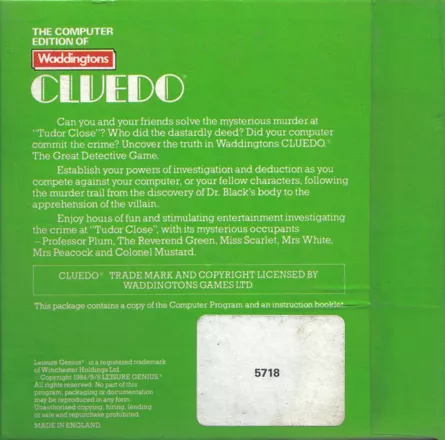 THE COMPUTER
EDITION OF
Waddingtons
CLUEDO®
Can you and your friends solve the mysterious murder at
"Tudor Close"? Who did the dastardly deed? Did your computer
commit the crime? Uncover the truth in Waddingtons CLUEDO.®
The Great Detective Game.
Establish your powers of investigation and deduction as you
compete against your computer, or your fellow characters, following
the murder trail from the discovery of Dr. Black's body to the
apprehension of the villain.
Enjoy hours of fun and stimulating entertainment investigating
the crime at "Tudor Close", with its mysterious occupants
– Professor Plum, The Reverend Green, Miss Scarlet, Mrs White,
Mrs Peacock and Colonel Mustard.
CLUEDO® TRADE MARK AND COPYRIGHT LICENSED BY
WADDINGTONS GAMES LTD.
This package contains a copy of the Computer Program and an instruction booklet.
Leisure Genius® is a registered trademark
of Winchester Holdings Ltd.
Copyright 1984/5/ LEISURE GENIUS.®
All rights reserved. No part of this
program, packaging or documentation
may be reproduced in any form.
Unauthorised copying, hiring, lending
or sale and repurchase prohibited.
MADE IN ENGLAND
5718